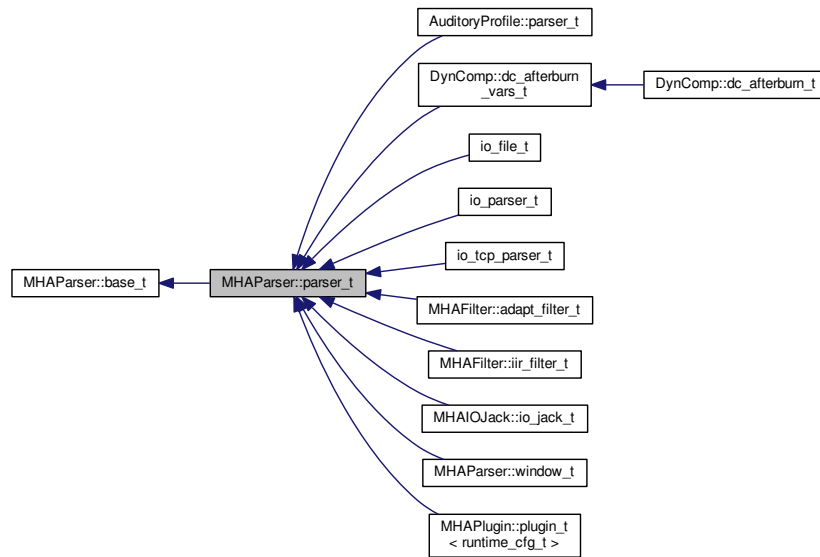 AuditoryProfile::parser_t
DynComp::dc_afterburn
_vars_t
DynComp::dc_afterburn_t
io_file_t
io_parser_t
io_tcp_parser_t
MHAParser::base_t
MHAParser::parser_t
MHAFilter::adapt_filter_t
MHAFilter::iir_filter_t
MHAIOJack::io_jack_t
MHAParser::window_t
MHAPlugin::plugin_t
< runtime_cfg_t >